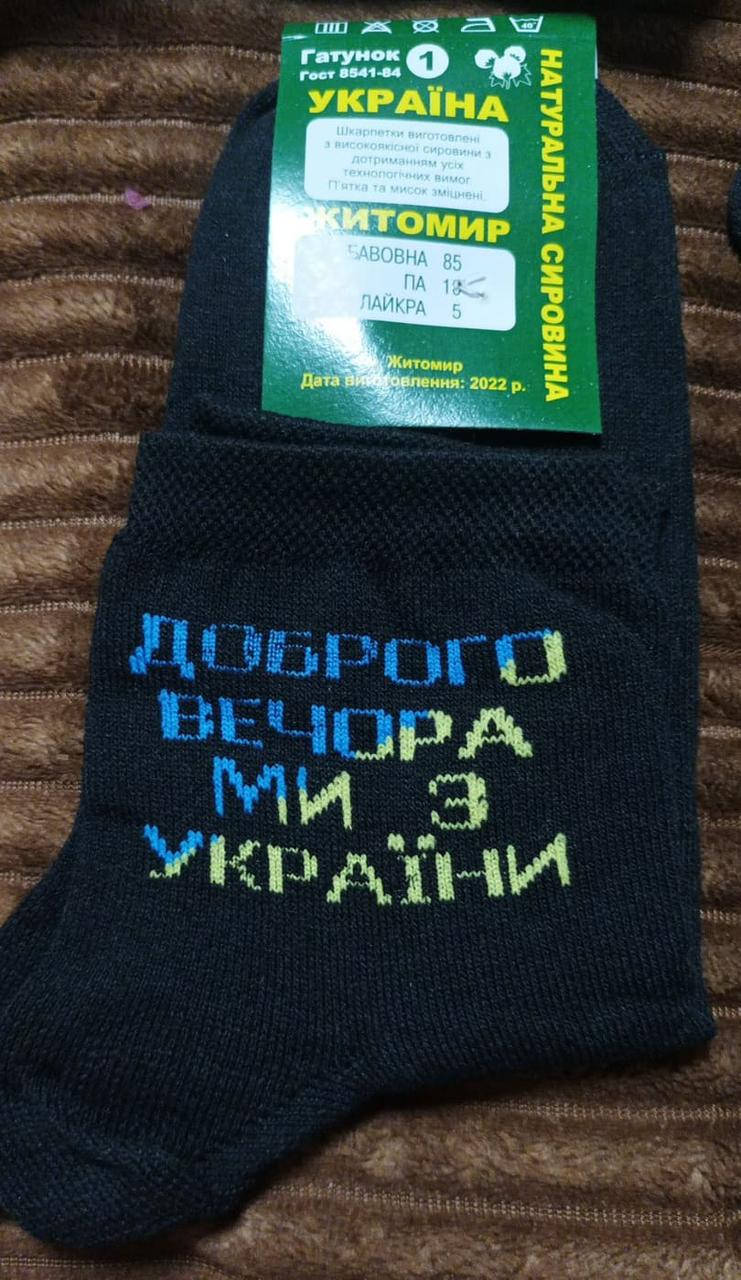 40°
Гатунок 1
Гост 8541-84
УКРАЇНА
Шкарпетки виготовлені
з високоякісної сировини з
дотриманням усіх
технологічних вимог
П'ятка та мисок зміцнені.
ЖИТОМИР
БАВОВНА 85
ПА
ЛАЙКРА 5
Житомир
Дата виготовлення: 2022 р.
НАТУРАЛЬНА СИРОВИНА
ДОБРОГО
ВЕЧОРА
МИ З
УКРАЇНИ